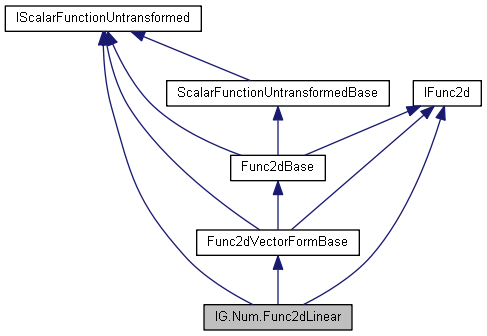 IScalarFunctionUntransformed
ScalarFunctionUntransformedBase
IFunc2d
Func2dBase
Func2dVectorFormBase
IG.Num.Func2dLinear